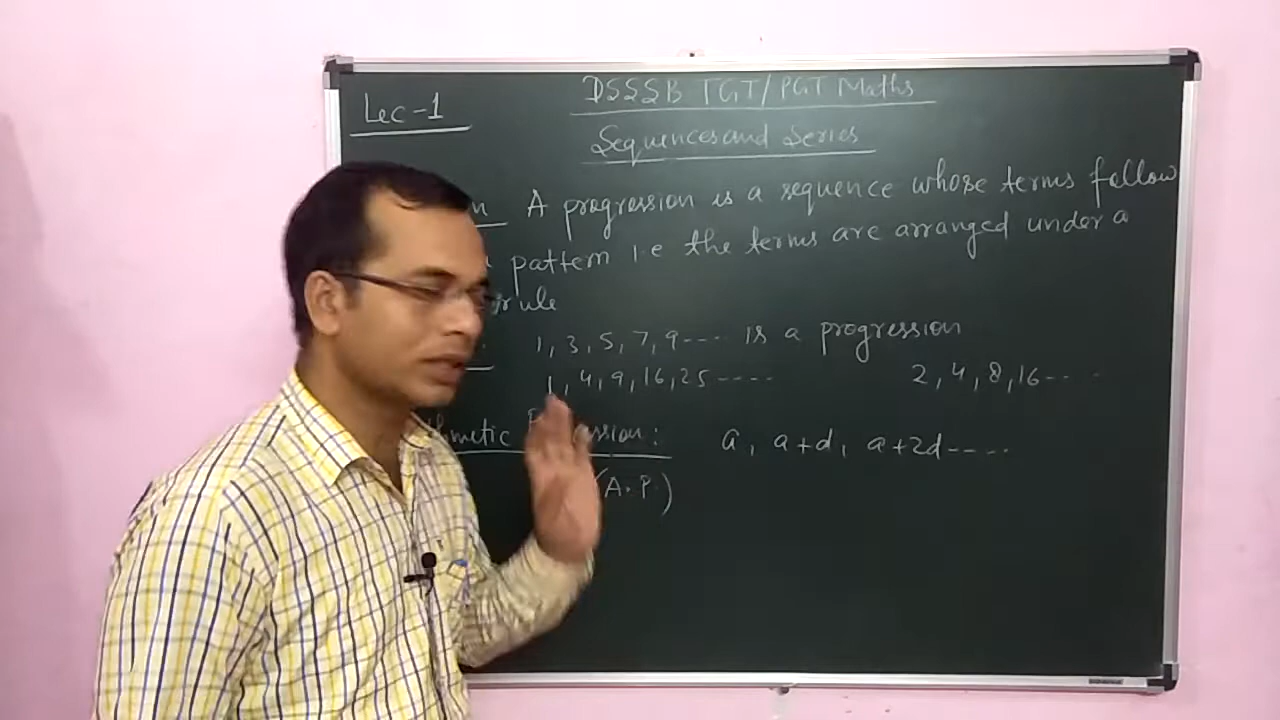 Lec-1
DSSSB TGT/PGT Maths
Sequences and Series
A progression is a sequence whose terms follow
pattern i.e the terms are arranged under a
rule
1, 3, 5, 7, 9---- is a progression
1, 4, 9, 16, 25---- 2, 4, 8, 16----
a, a+d, a+2d----
(A.P)